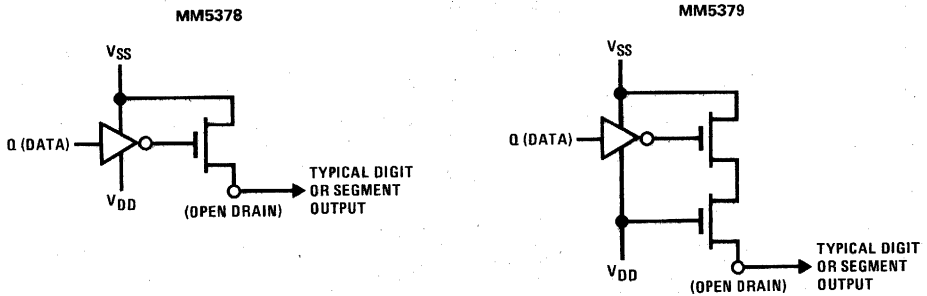 MM5378
VSS
Q (DATA)
VDD
(OPEN DRAIN)
TYPICAL DIGIT
OR SEGMENT
OUTPUT
MM5379
VSS
Q (DATA)
VDD
(OPEN DRAIN)
TYPICAL DIGIT
OR SEGMENT
OUTPUT